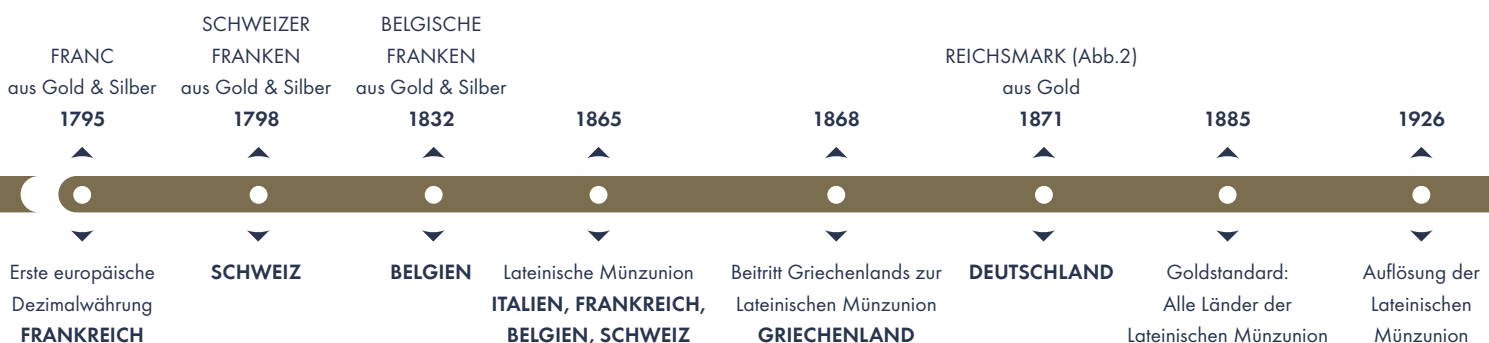 FRANC
aus Gold & Silber
1795
SCHWEIZER
FRANKEN
aus Gold & Silber
1798
BELGISCHE
FRANKEN
aus Gold & Silber
1832
1865
1868
REICHSMARK (Abb.2)
aus Gold
1871
1885
1926
Erste europäische
Dezimalwährung
FRANKREICH
SCHWEIZ
BELGIEN
Lateinische Münzunion
ITALIEN, FRANKREICH,
BELGIEN, SCHWEIZ
Beitritt Griechenlands zur
Lateinischen Münzunion
GRIECHENLAND
DEUTSCHLAND
Goldstandard:
Alle Länder der
Lateinischen Münzunion
Auflösung der
Lateinischen
Münzunion